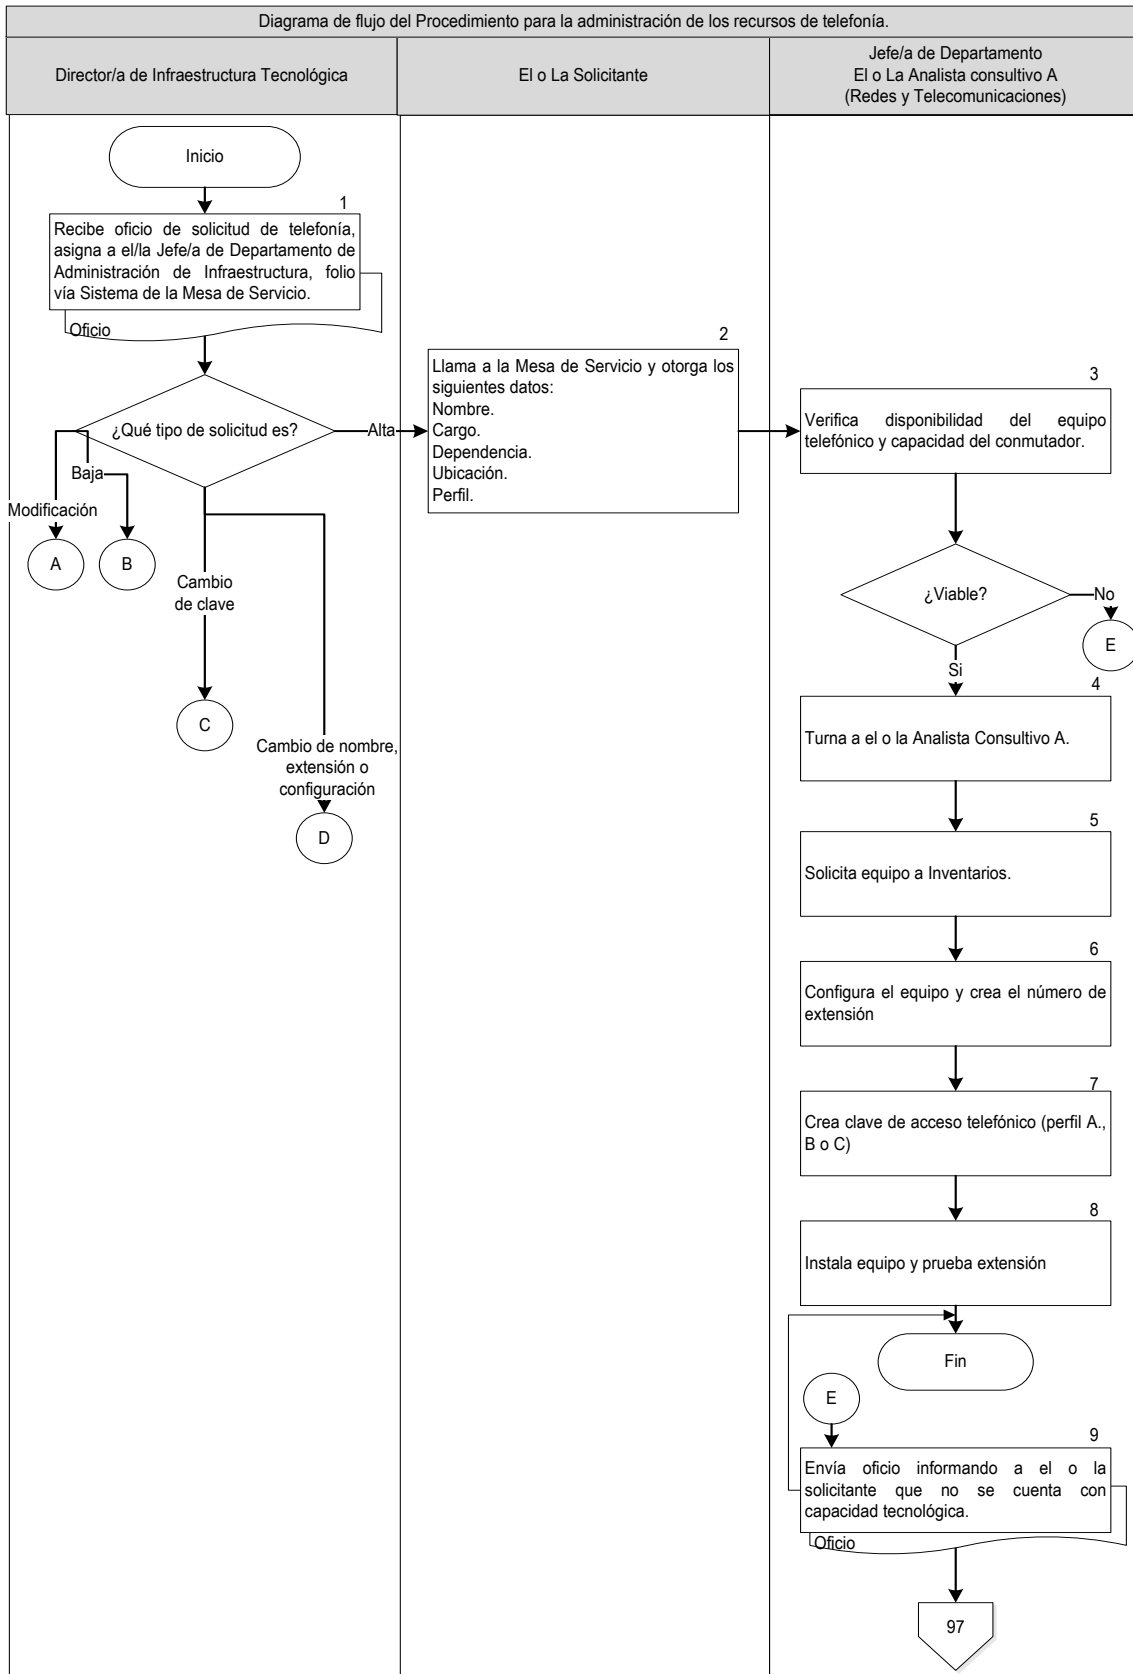 Diagrama de flujo del Procedimiento para la administración de los recursos de telefonía.
Director/a de Infraestructura Tecnológica
El o La Solicitante
Jefe/a de Departamento
El o La Analista consultivo A
(Redes y Telecomunicaciones)
Inicio
1
Recibe oficio de solicitud de telefonía,
asigna a el/la Jefe/a de Departamento de
Administración de Infraestructura, folio
vía Sistema de la Mesa de Servicio.
Oficio
¿Qué tipo de solicitud es?
Alta
Baja
Modificación
A
B
Cambio
de clave
C
Cambio de nombre,
extensión o
configuración
D
2
Llama a la Mesa de Servicio y otorga los
siguientes datos:
Nombre.
Cargo.
Dependencia.
Ubicación.
Perfil.
3
Verifica disponibilidad del equipo
telefónico y capacidad del conmutador.
¿Viable?
No
E
Si
4
Turna a el o la Analista Consultivo A.
5
Solicita equipo a Inventarios.
6
Configura el equipo y crea el número de
extensión
7
Crea clave de acceso telefónico (perfil A.,
B o C)
8
Instala equipo y prueba extensión
Fin
E
9
Envía oficio informando a el o la
solicitante que no se cuenta con
capacidad tecnológica.
Oficio
97